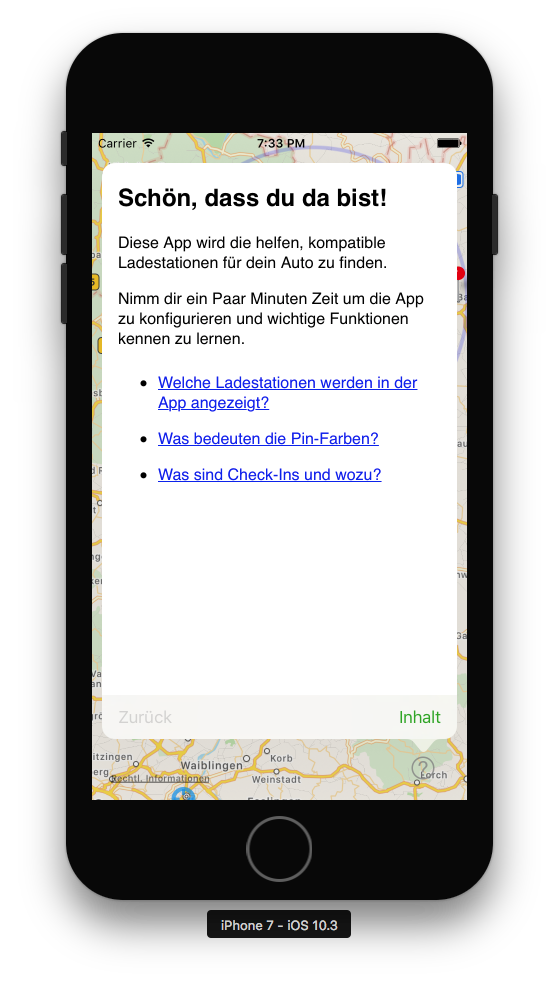 Carrier
7:33 PM
Schön, dass du da bist!
Diese App wird die helfen, kompatible
Ladestationen für dein Auto zu finden.
Nimm dir ein Paar Minuten Zeit um die App
zu konfigurieren und wichtige Funktionen
kennen zu lernen.
• Welche Ladestationen werden in der
App angezeigt?
• Was bedeuten die Pin-Farben?
• Was sind Check-Ins und wozu?
Zurück
Inhalt
itzingen
Waiblingen
Korb
erg
Rechtl. Informationen
Weinstadt
?
Lorch
iPhone 7 - iOS 10.3